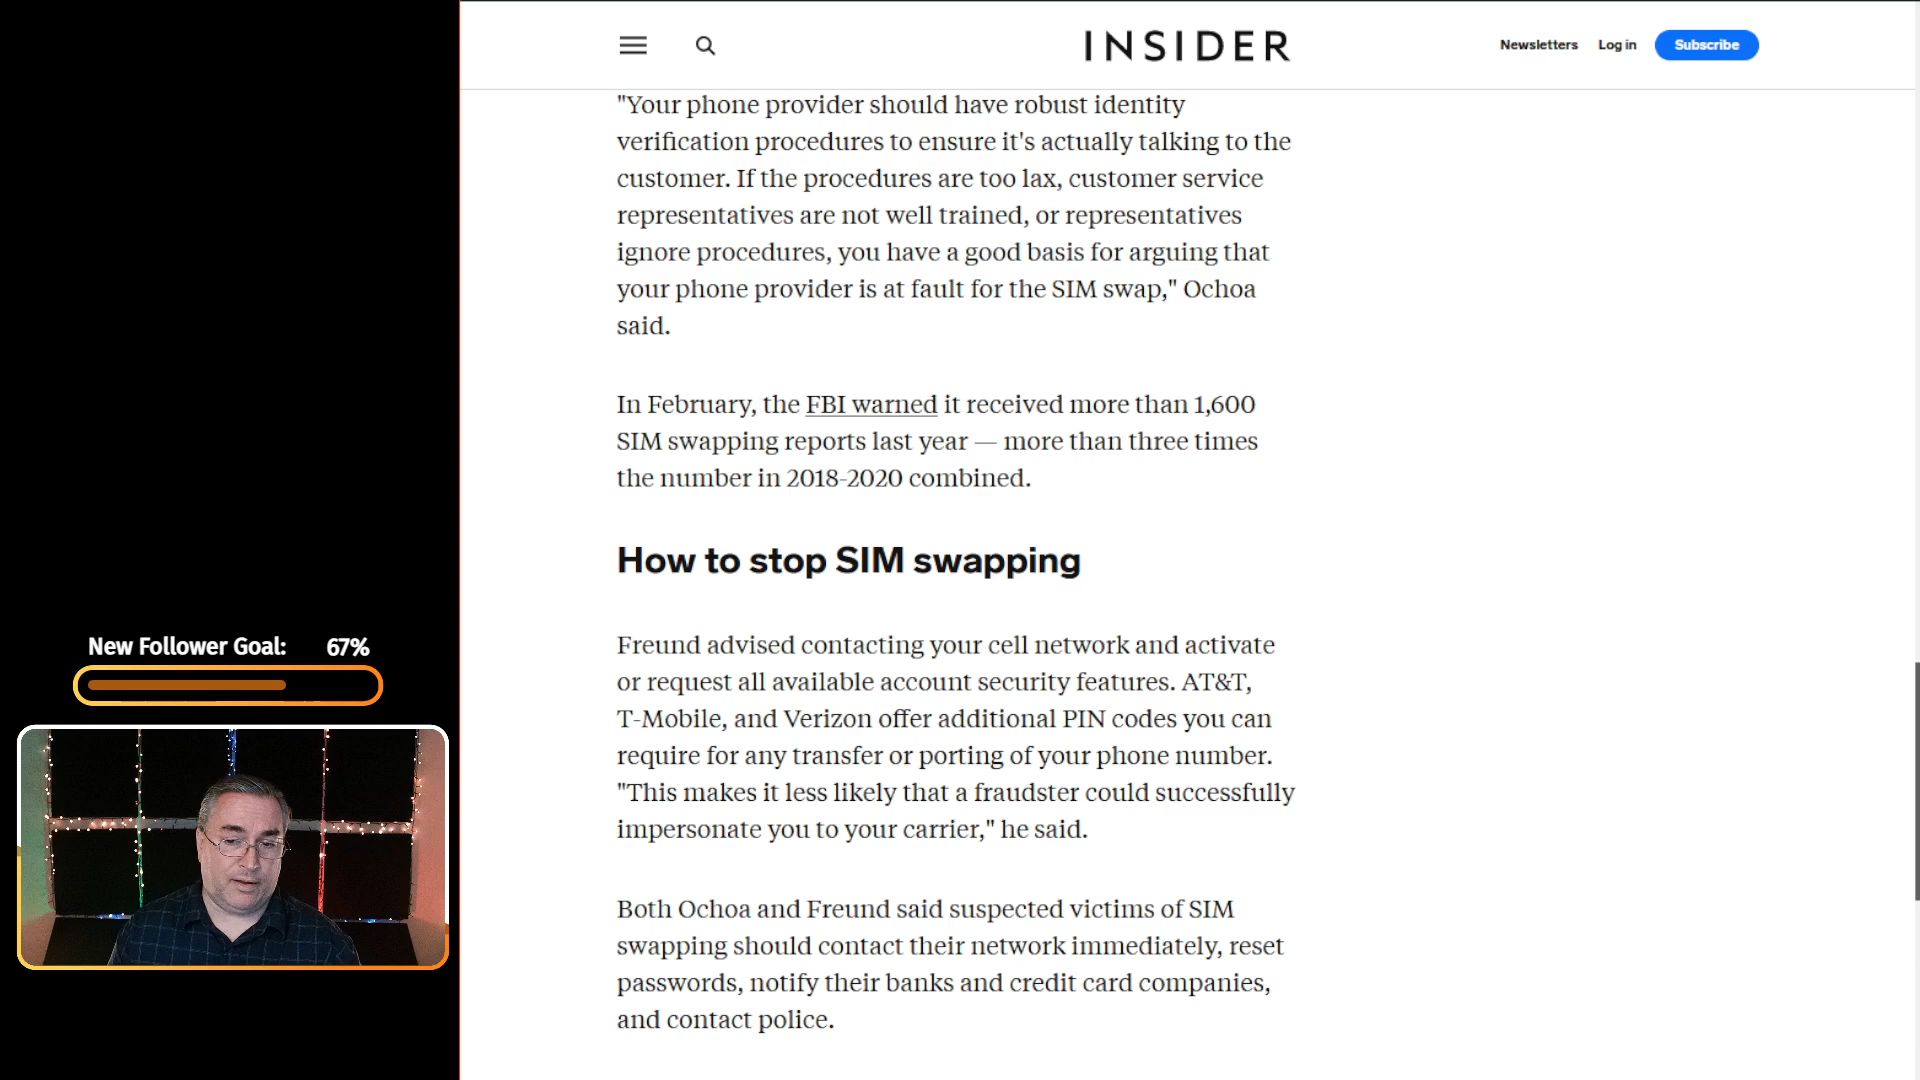 INSIDER
Newsletters Log in Subscribe
"Your phone provider should have robust identity
verification procedures to ensure it's actually talking to the
customer. If the procedures are too lax, customer service
representatives are not well trained, or representatives
ignore procedures, you have a good basis for arguing that
your phone provider is at fault for the SIM swap," Ochoa
said.
In February, the FBI warned it received more than 1,600
SIM swapping reports last year — more than three times
the number in 2018-2020 combined.
How to stop SIM swapping
Freund advised contacting your cell network and activate
or request all available account security features. AT&T,
T-Mobile, and Verizon offer additional PIN codes you can
require for any transfer or porting of your phone number.
"This makes it less likely that a fraudster could successfully
impersonate you to your carrier," he said.
Both Ochoa and Freund said suspected victims of SIM
swapping should contact their network immediately, reset
passwords, notify their banks and credit card companies,
and contact police.
New Follower Goal: 67%